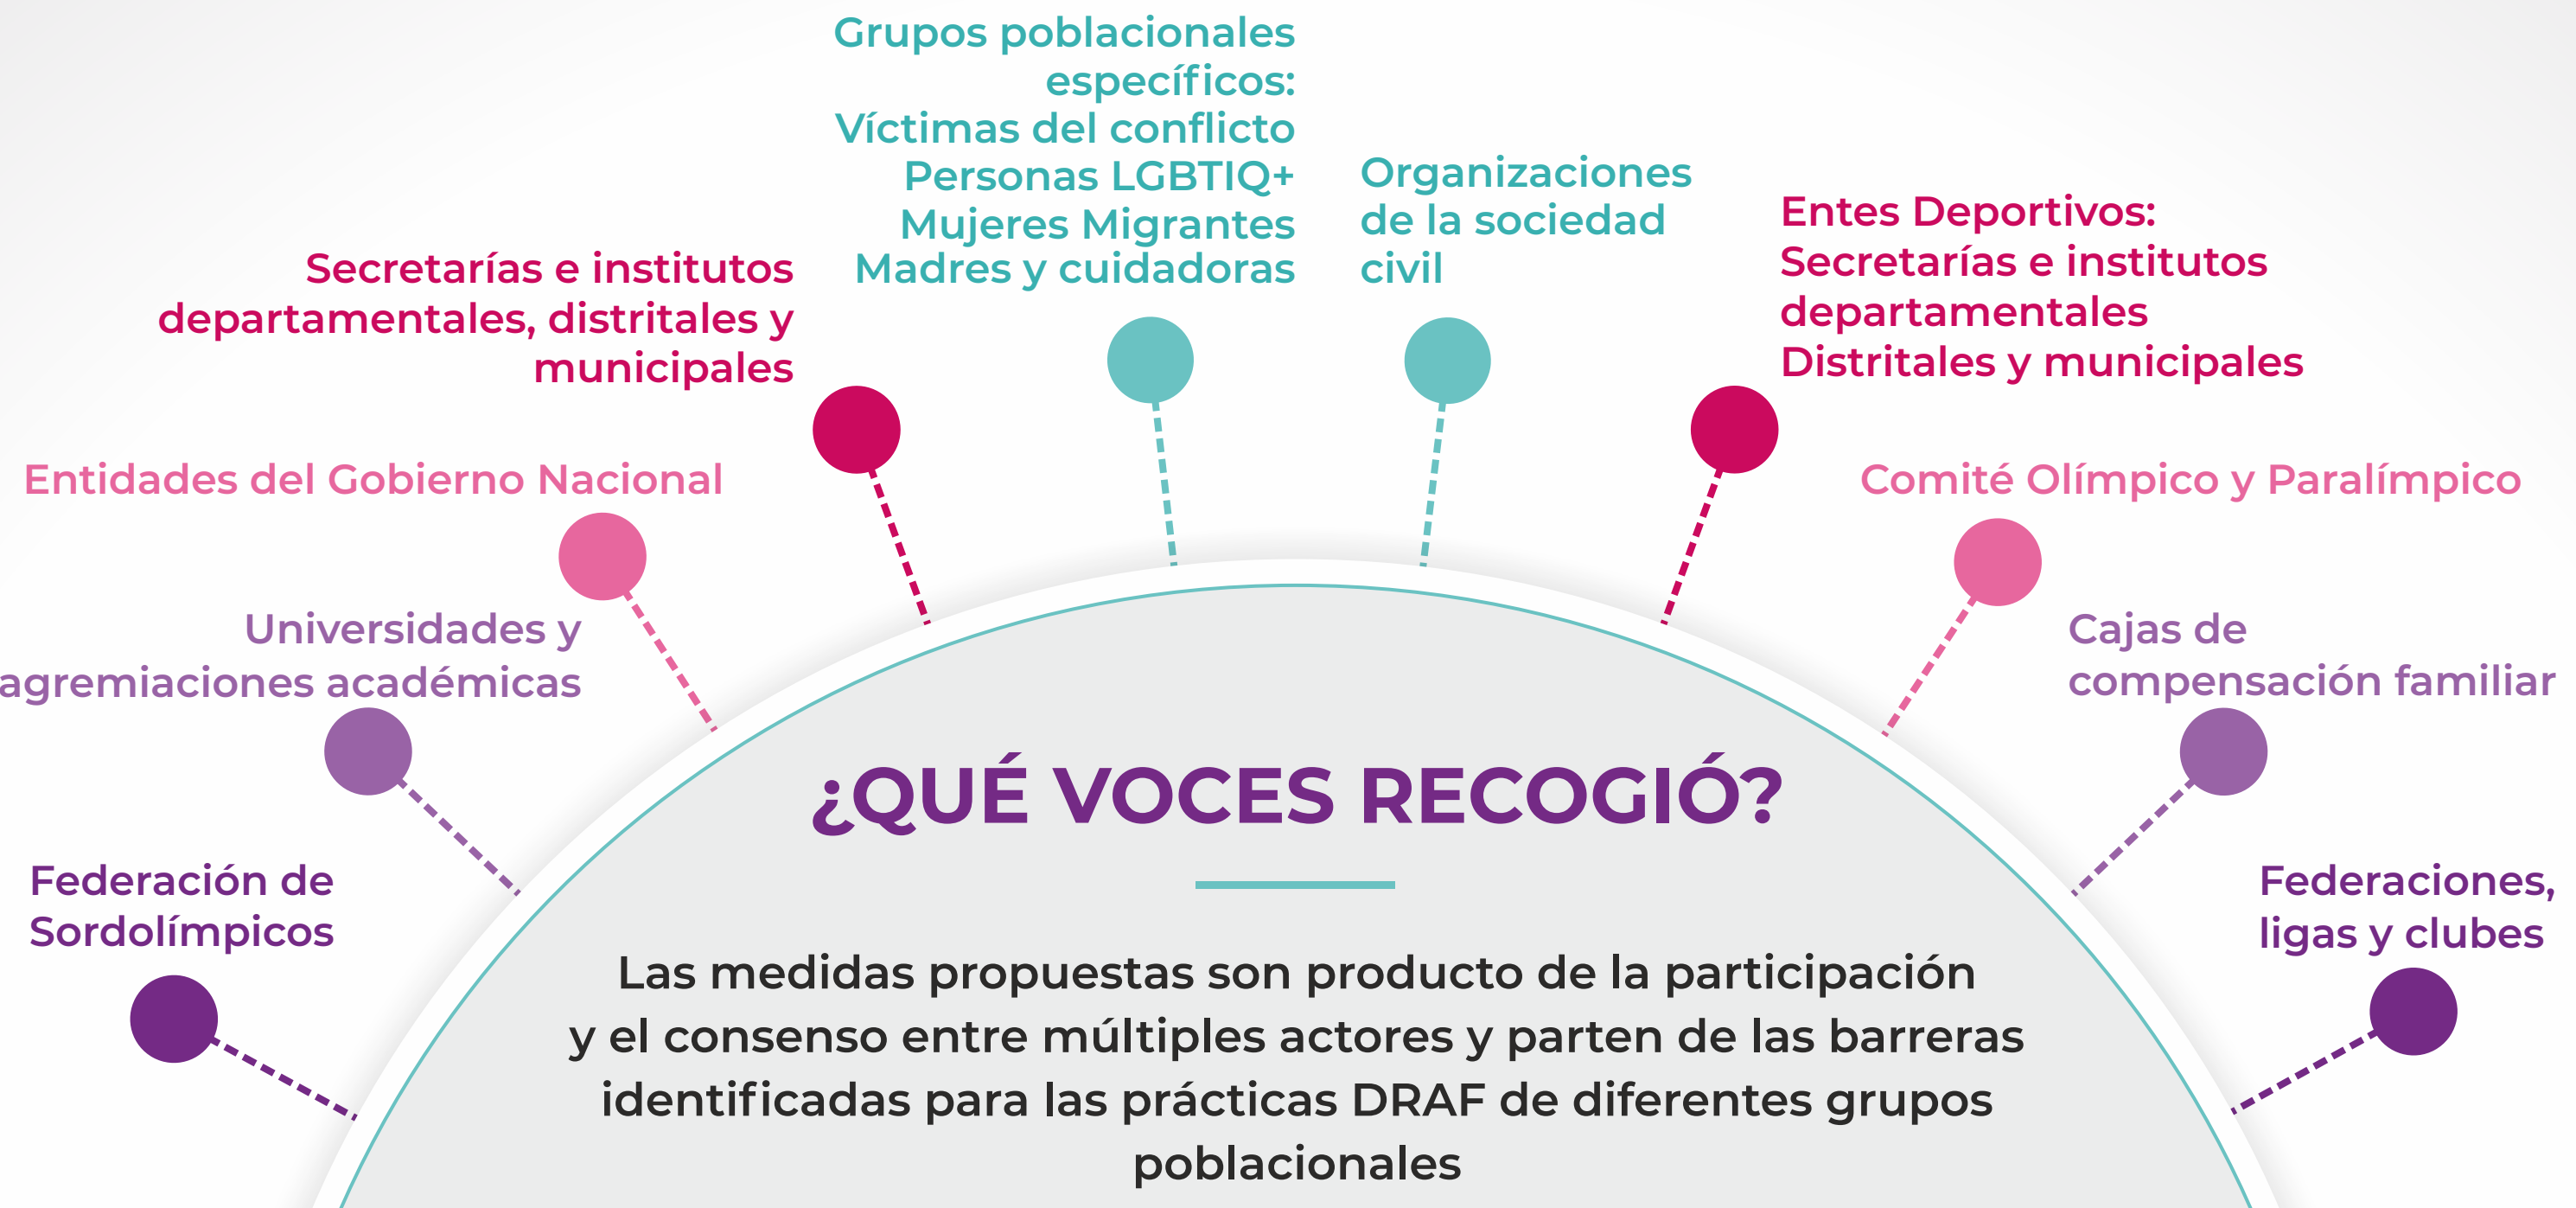 Grupos poblacionales
específicos:
Víctimas del conflicto
Personas LGBTIQ+
Mujeres Migrantes
Madres y cuidadoras
Organizaciones
de la sociedad
civil
Entes Deportivos:
Secretarías e institutos
departamentales
Distritales y municipales
Secretarías e institutos
departamentales, distritales y
municipales
Entidades del Gobierno Nacional
Comité Olímpico y Paralímpico
Universidades y
agremiaciones académicas
Cajas de
compensación familiar
Federación de
Sordolímpicos
Federaciones,
ligas y clubes
¿QUÉ VOCES RECOGIÓ?
Las medidas propuestas son producto de la participación
y el consenso entre múltiples actores y parten de las barreras
identificadas para las prácticas DRAF de diferentes grupos
poblacionales